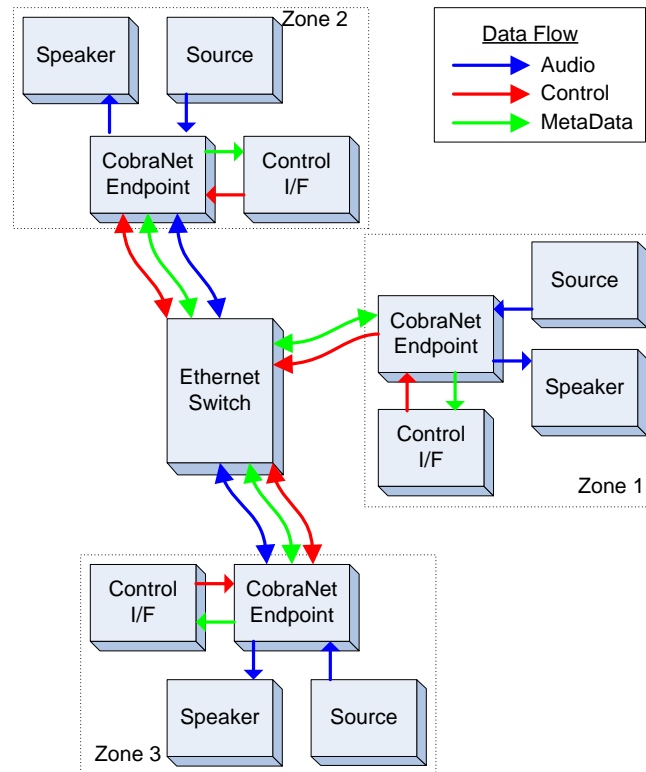 Zone 2
Speaker
Source
CobraNet
Endpoint
Control
I/F
Data Flow
Audio
Control
MetaData
Zone 1
Source
CobraNet
Endpoint
Speaker
Control
I/F
Ethernet
Switch
Zone 3
Control
I/F
CobraNet
Endpoint
Speaker
Source